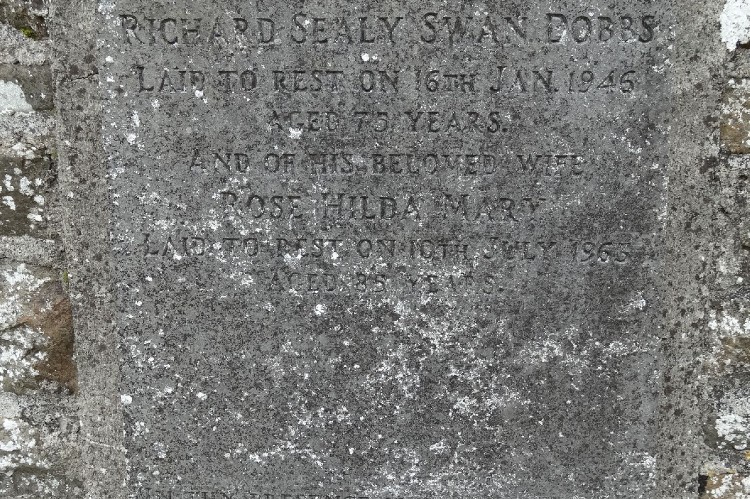 RICHARD SEALY SWAN DOBBS
LAID TO REST ON 16TH JAN. 1946
AGED 75 YEARS.
AND OF HIS BELOVED WIFE
ROSE HILDA MARY
LAID TO REST ON 10TH JULY 1963
AGED 85 YEARS.